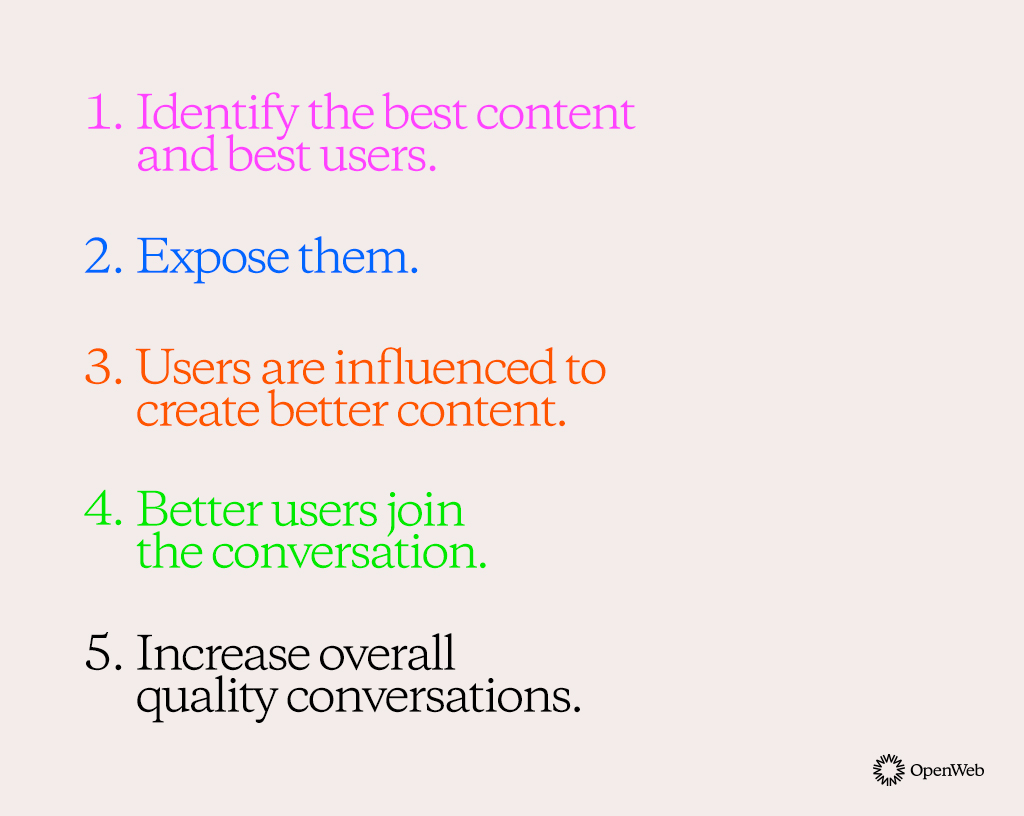 1. Identify the best content
and best users.
2. Expose them.
3. Users are influenced to
create better content.
4. Better users join
the conversation.
5. Increase overall
quality conversations.
OpenWeb